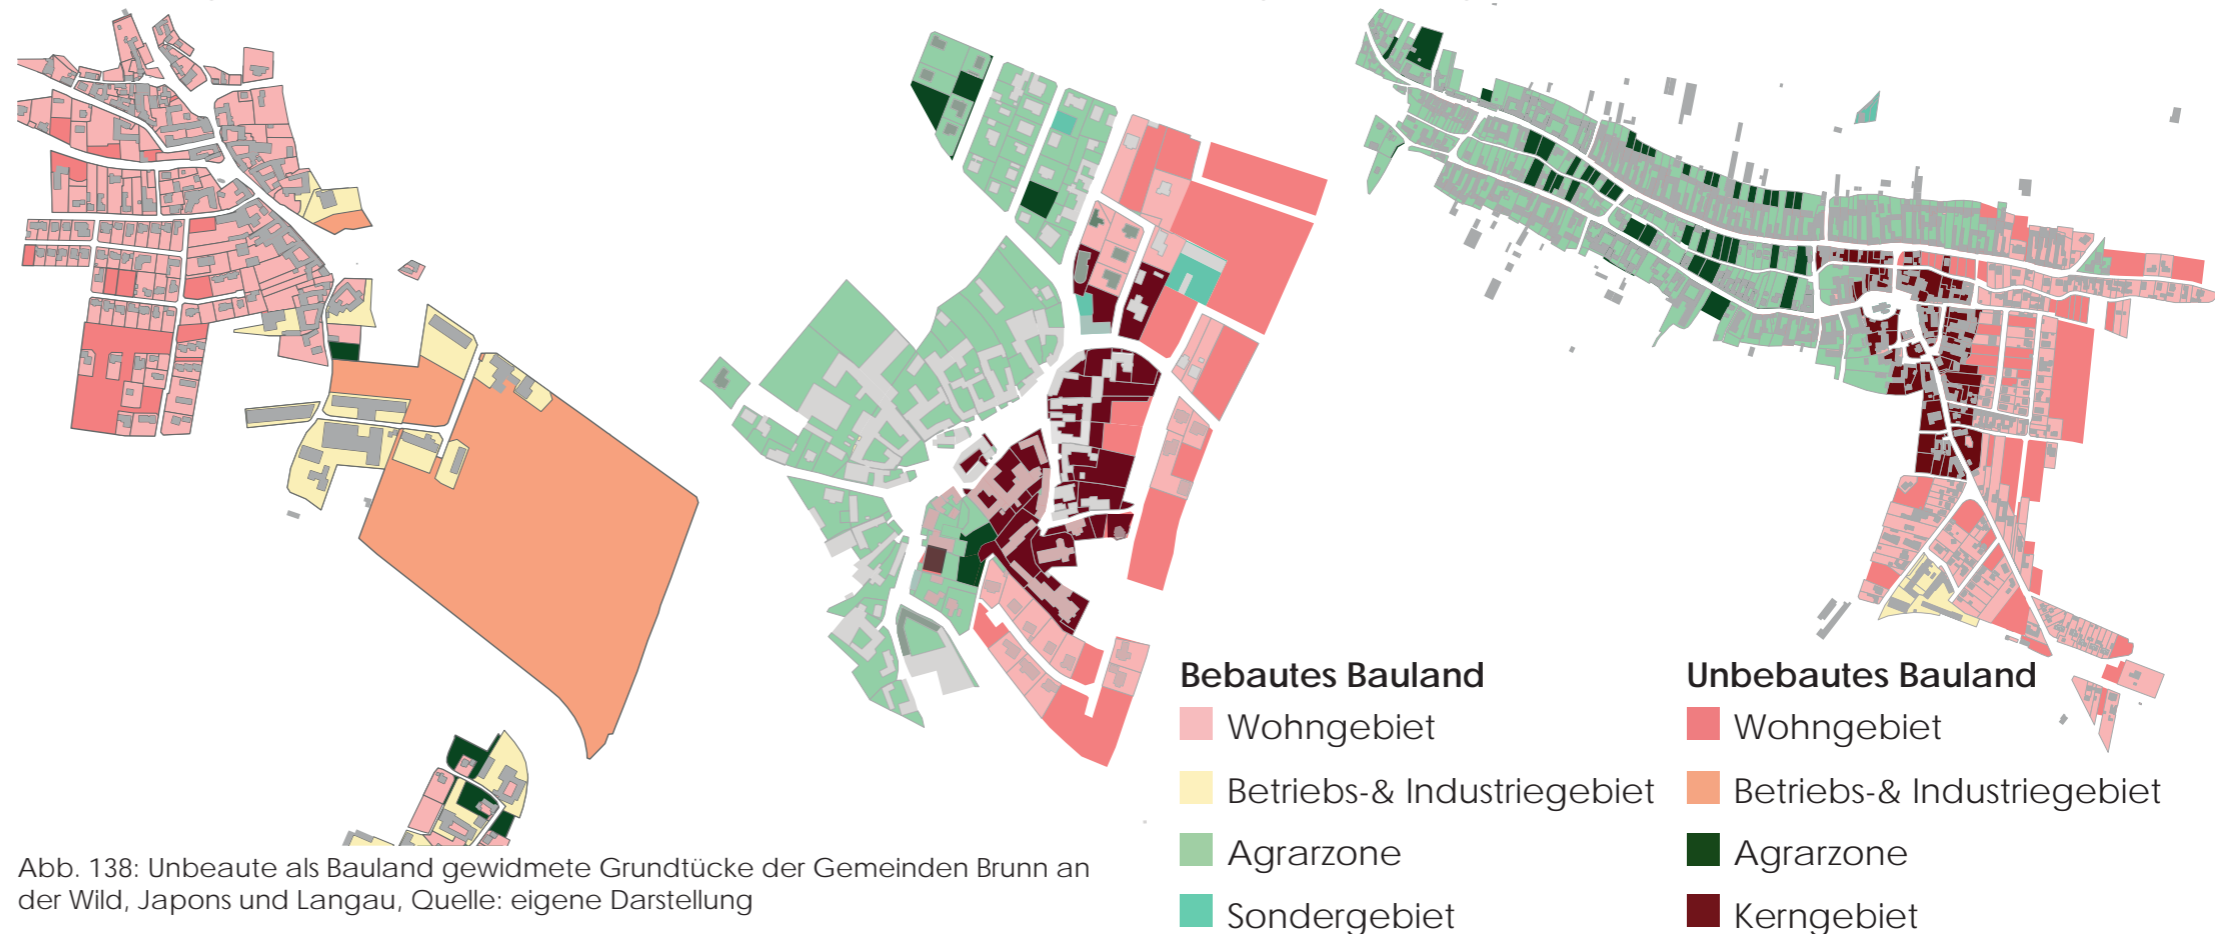 Bebautes Bauland
Wohngebiet
Betriebs-& Industriegebiet
Agrarzone
Sondergebiet
Unbebautes Bauland
Wohngebiet
Betriebs-& Industriegebiet
Agrarzone
Kerngebiet
Abb. 138: Unbeaute als Bauland gewidmete Grundtücke der Gemeinden Brunn an
der Wild, Japons und Langau, Quelle: eigene Darstellung